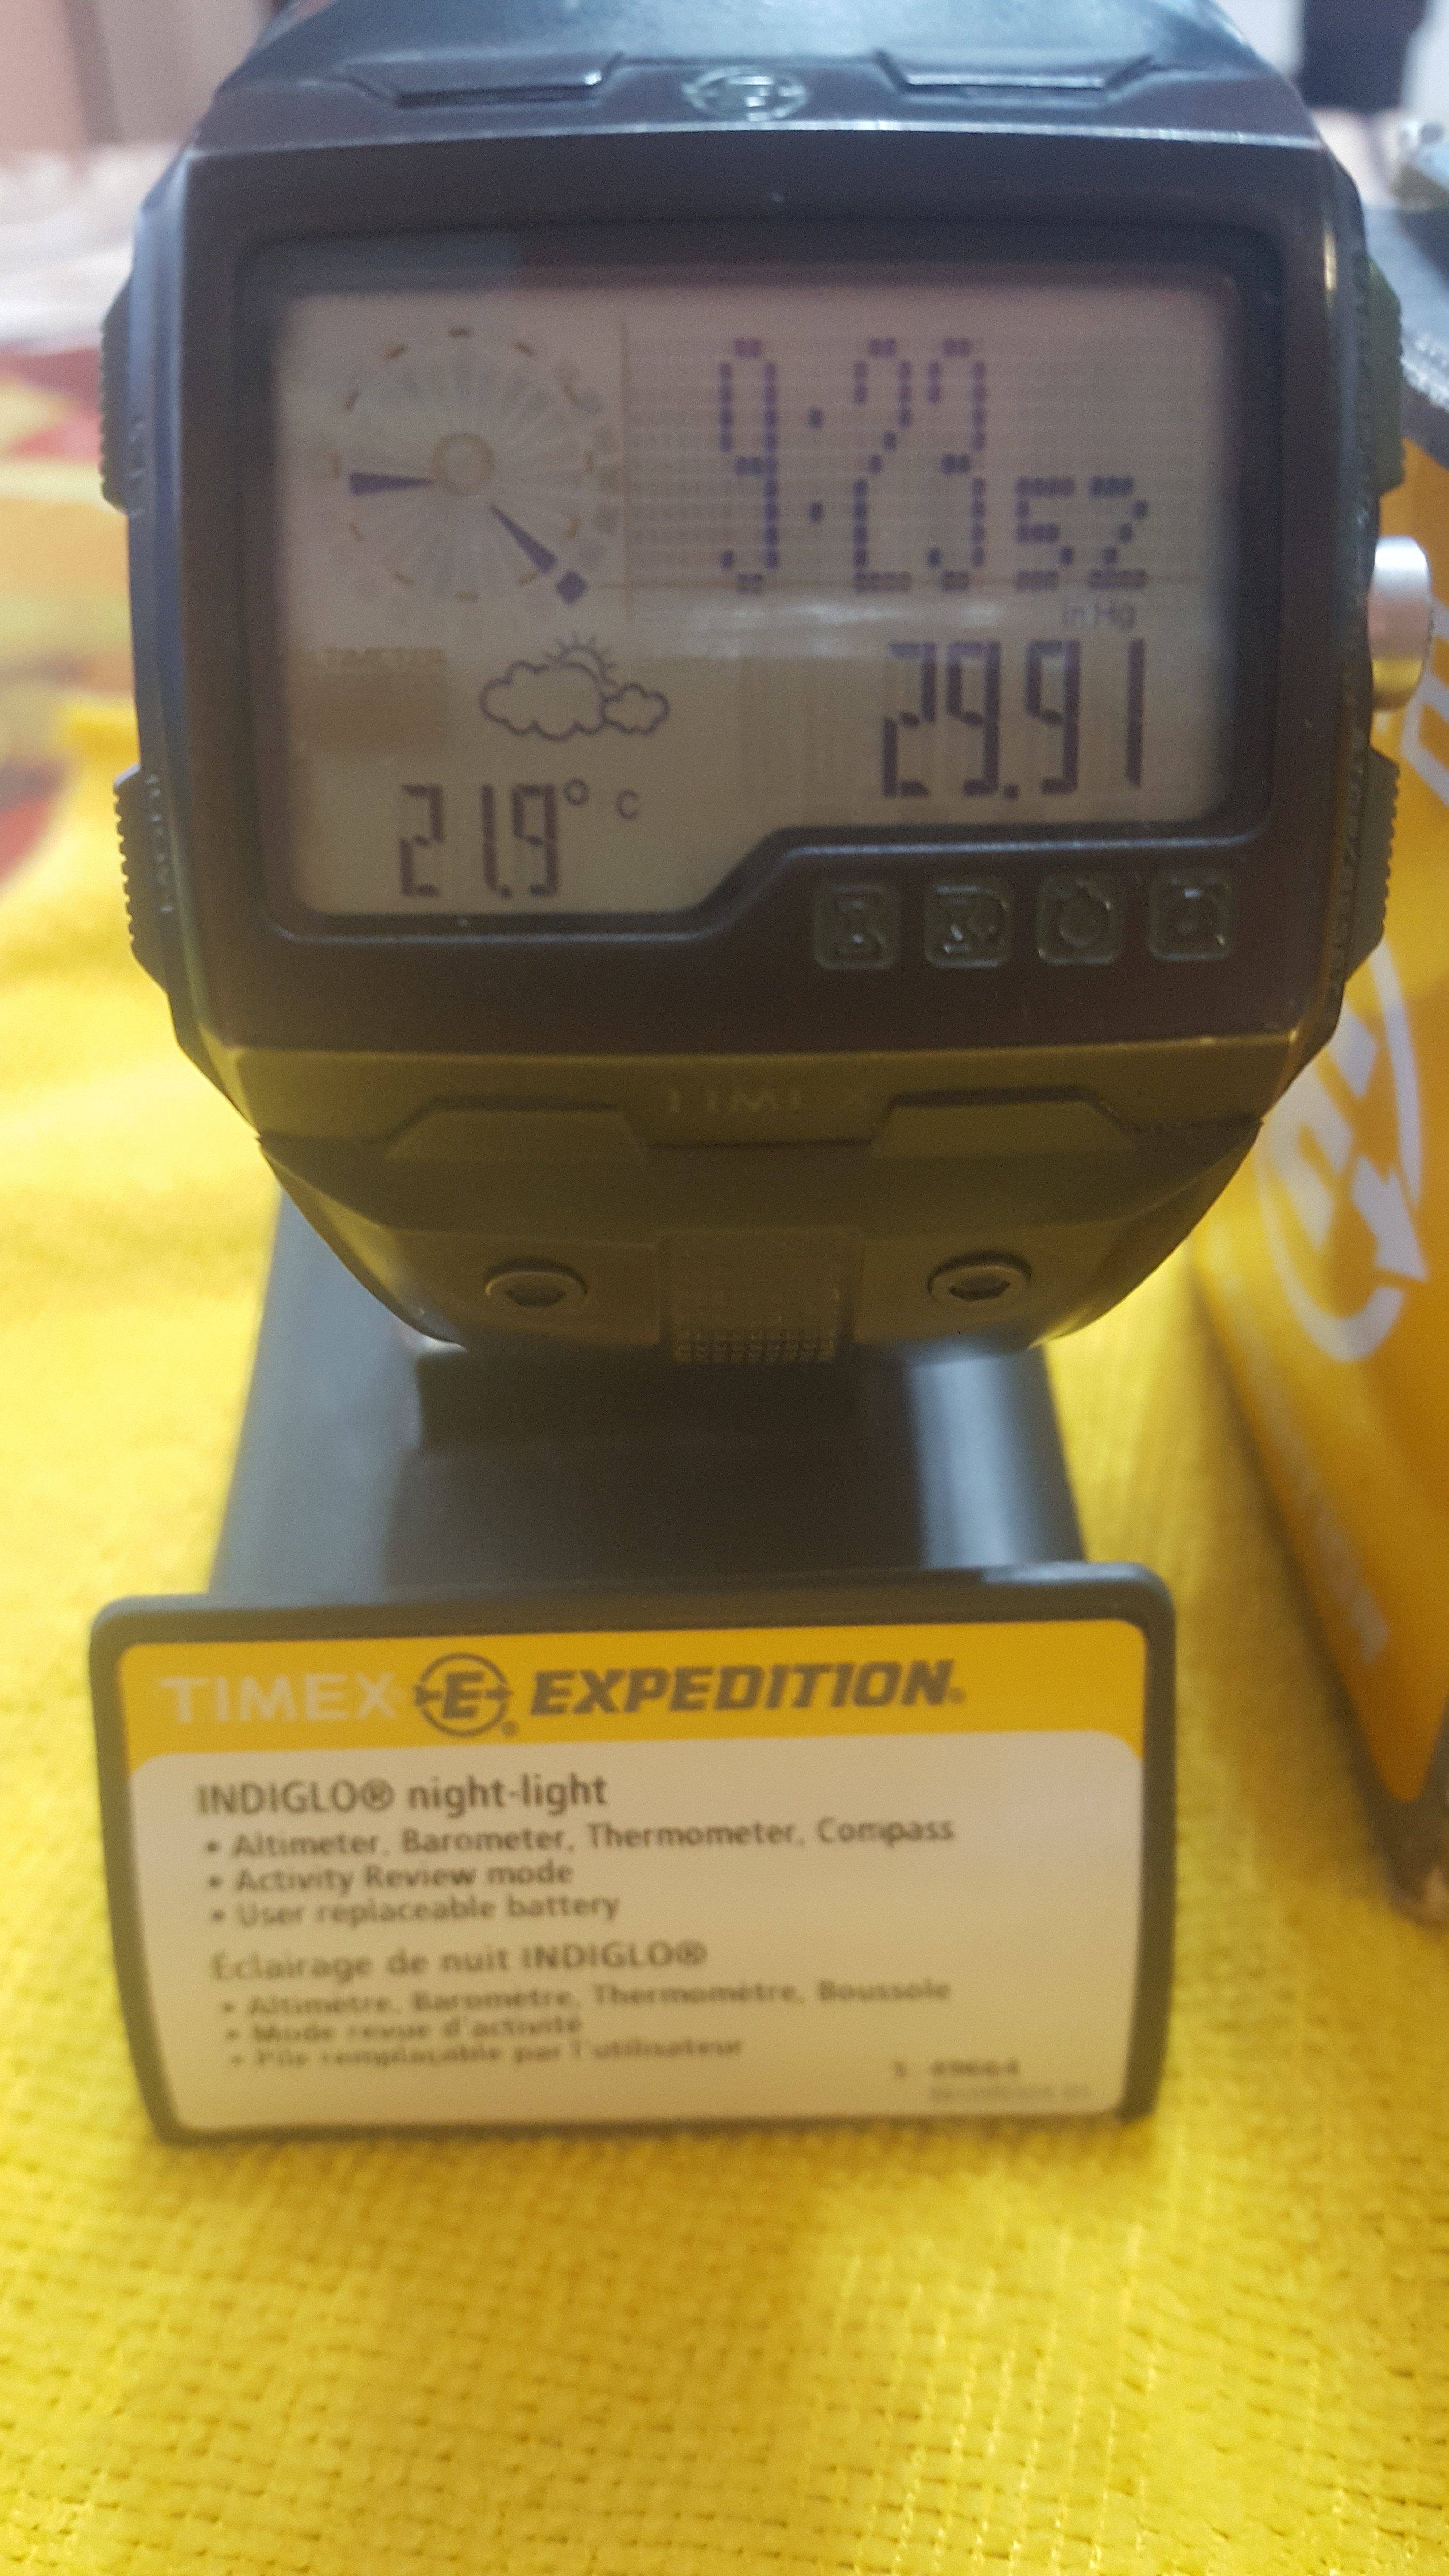 9:23 52
in Hg
29.91
21.9° C
TIMEX
TIMEX E® EXPEDITION®
INDIGLO® night-light
• Altimeter, Barometer, Thermometer, Compass
• Activity Review mode
• User replaceable battery
Éclairage de nuit INDIGLO®
• Altimètre, Baromètre, Thermomètre, Boussole
• Mode revue d'activité
• Pile remplaçable par l'utilisateur
49664